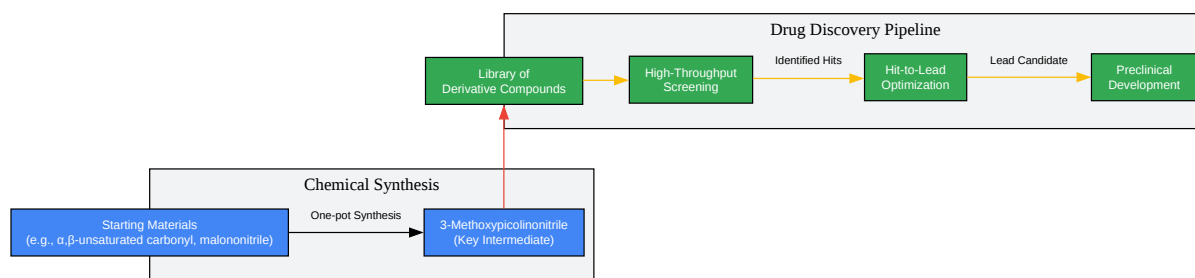 Drug Discovery Pipeline
Library of
Derivative Compounds
High-Throughput
Screening
Identified Hits
Hit-to-Lead
Optimization
Lead Candidate
Preclinical
Development
Chemical Synthesis
Starting Materials
(e.g., α,β-unsaturated carbonyl, malononitrile)
One-pot Synthesis
3-Methoxypicolinonitrile
(Key Intermediate)